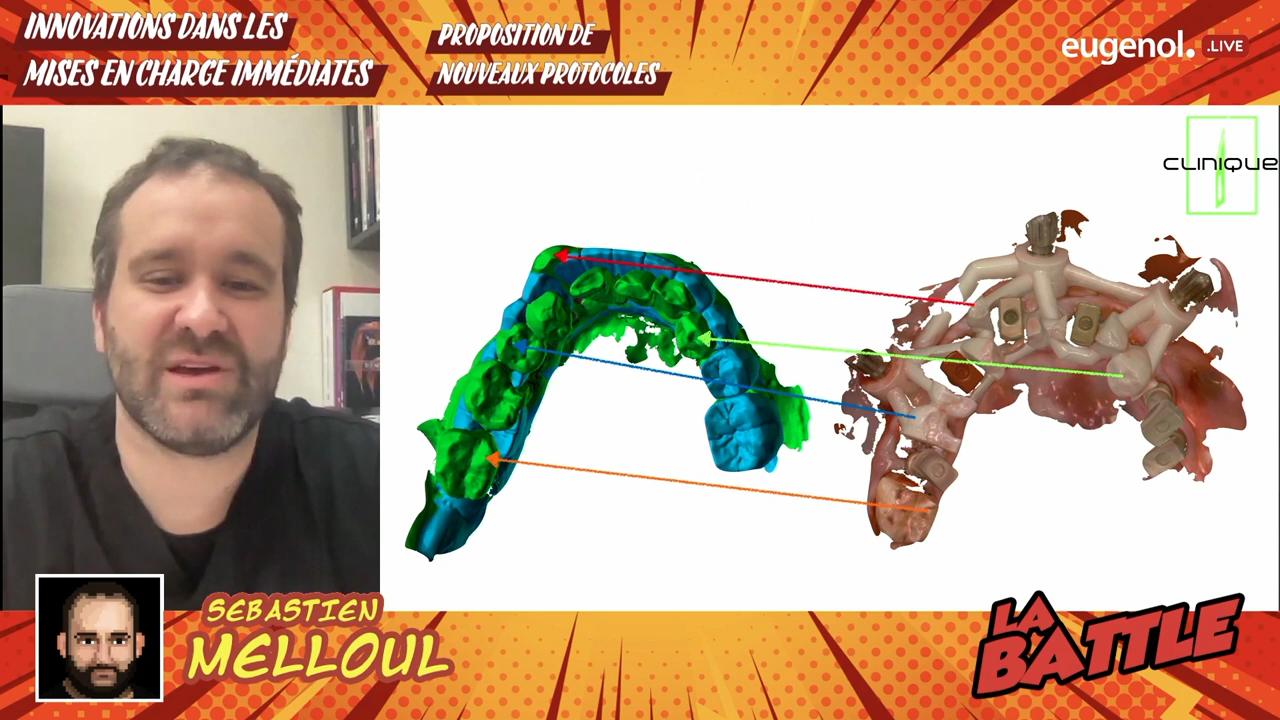 INNOVATIONS DANS LES
MISES EN CHARGE IMMÉDIATES
PROPOSITION DE
NOUVEAUX PROTOCOLES
eugenol. .LIVE
CLINIQUE
SEBASTIEN
MELLOUL
LA
BATTLE